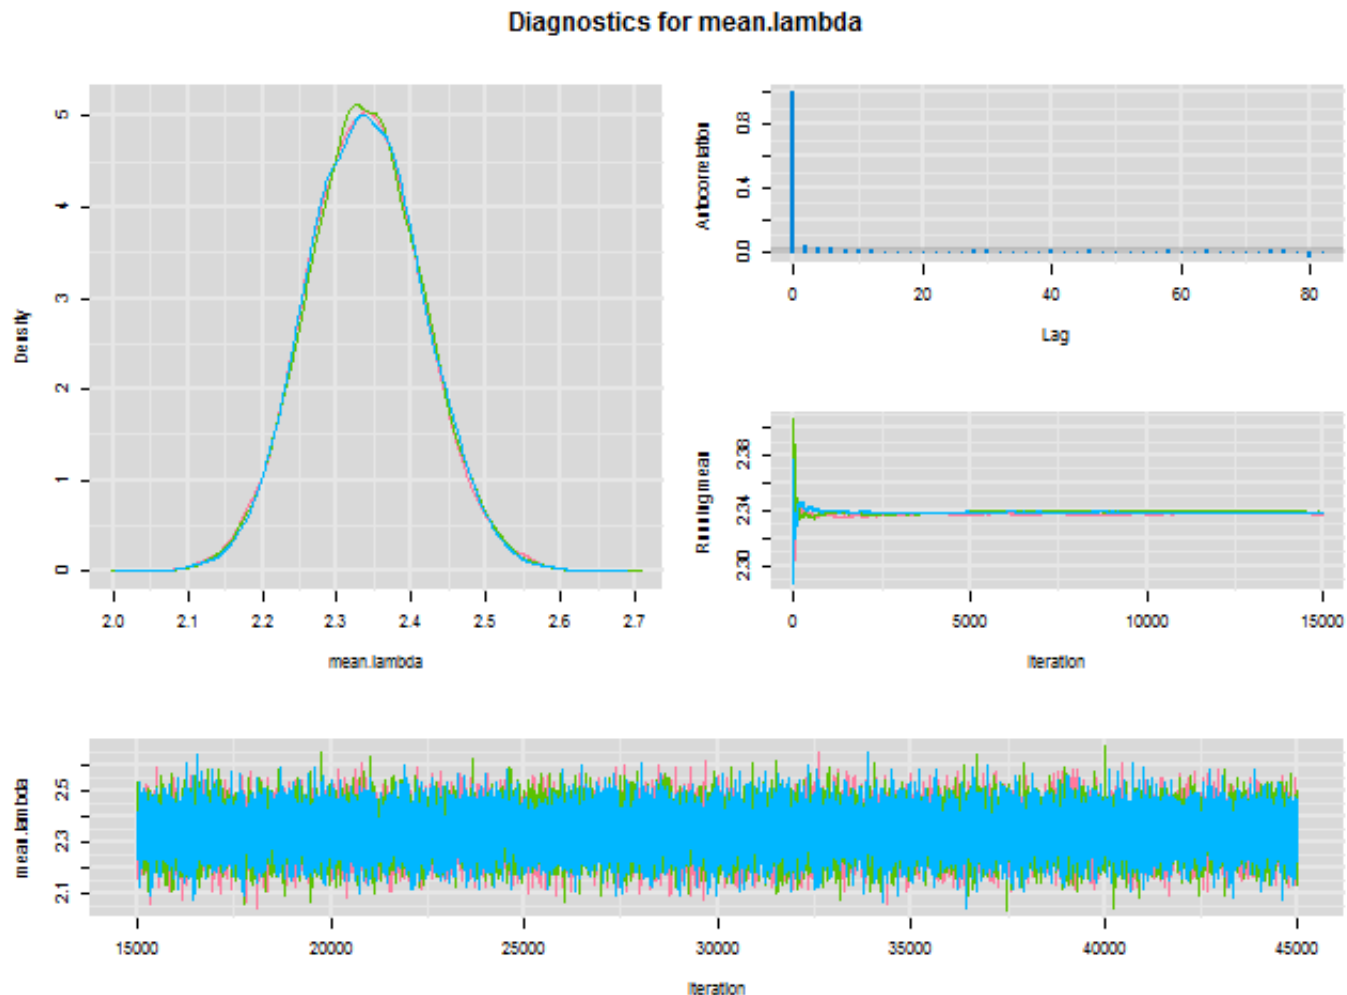 Diagnostics for mean.lambda
Density
0 1 2 3 4 5
2.0 2.1 2.2 2.3 2.4 2.5 2.6 2.7
mean.lambda
Autocorrelation
0.0 0.4 0.8
0 20 40 60 80
Lag
Running mean
2.30 2.34 2.38
0 5000 10000 15000
Iteration
mean.lambda
2.1 2.3 2.5
15000 20000 25000 30000 35000 40000 45000
Iteration